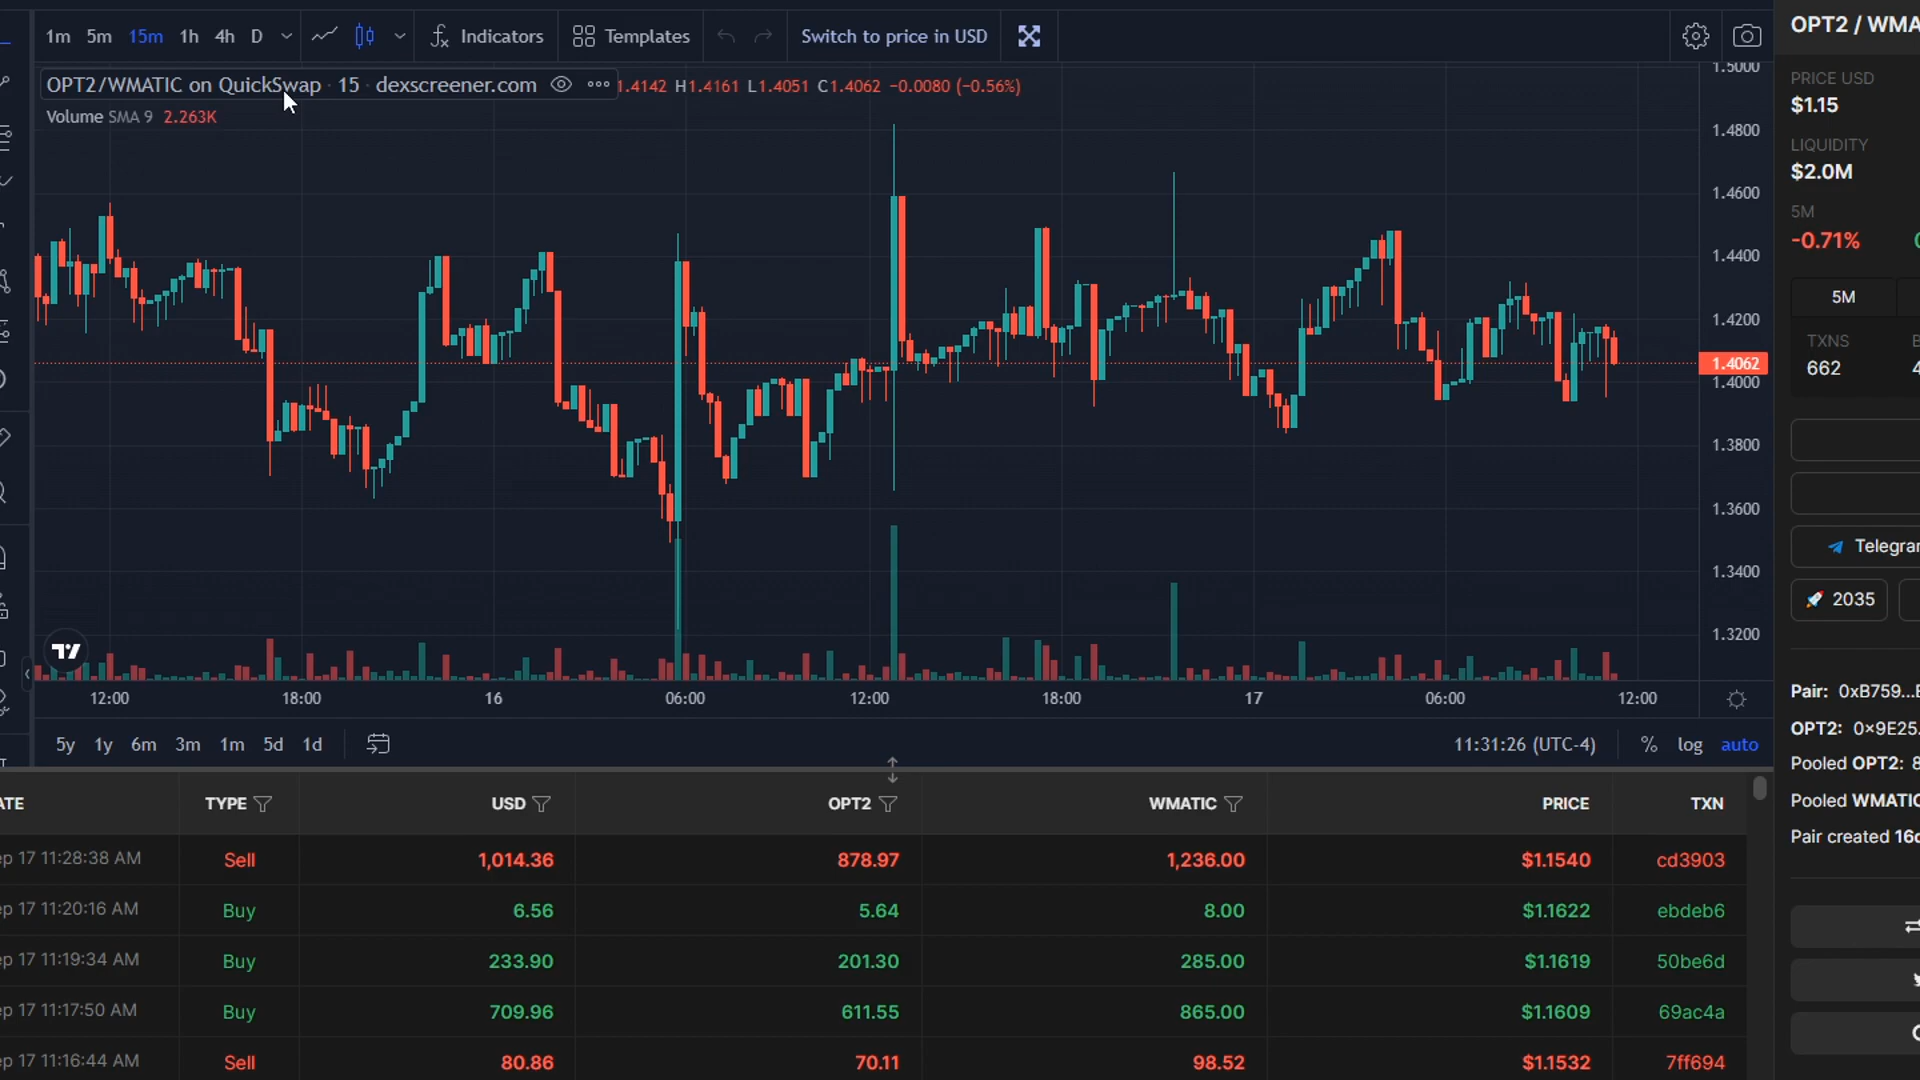 1m 5m 15m 1h 4h D Indicators Templates Switch to price in USD
OPT2/WMATIC on QuickSwap · 15 · dexscreener.com 1.4142 H1.4161 L1.4051 C1.4062 −0.0080 (−0.56%)
Volume SMA 9 2.263K
1.5000
1.4800
1.4600
1.4400
1.4200
1.4062
1.4000
1.3800
1.3600
1.3400
1.3200
12:00 18:00 16 06:00 12:00 18:00 17 06:00 12:00
5y 1y 6m 3m 1m 5d 1d 11:31:26 (UTC-4) % log auto
ATE TYPE USD OPT2 WMATIC PRICE TXN
ep 17 11:28:38 AM Sell 1,014.36 878.97 1,236.00 $1.1540 cd3903
ep 17 11:20:16 AM Buy 6.56 5.64 8.00 $1.1622 ebdeb6
ep 17 11:19:34 AM Buy 233.90 201.30 285.00 $1.1619 50be6d
ep 17 11:17:50 AM Buy 709.96 611.55 865.00 $1.1609 69ac4a
ep 17 11:16:44 AM Sell 80.86 70.11 98.52 $1.1532 7ff694
OPT2 / WMA
PRICE USD
$1.15
LIQUIDITY
$2.0M
5M
-0.71%
5M
TXNS
662
Telegra
2035
Pair: 0xB759...
OPT2: 0×9E25.
Pooled OPT2: 8
Pooled WMATIC
Pair created 16